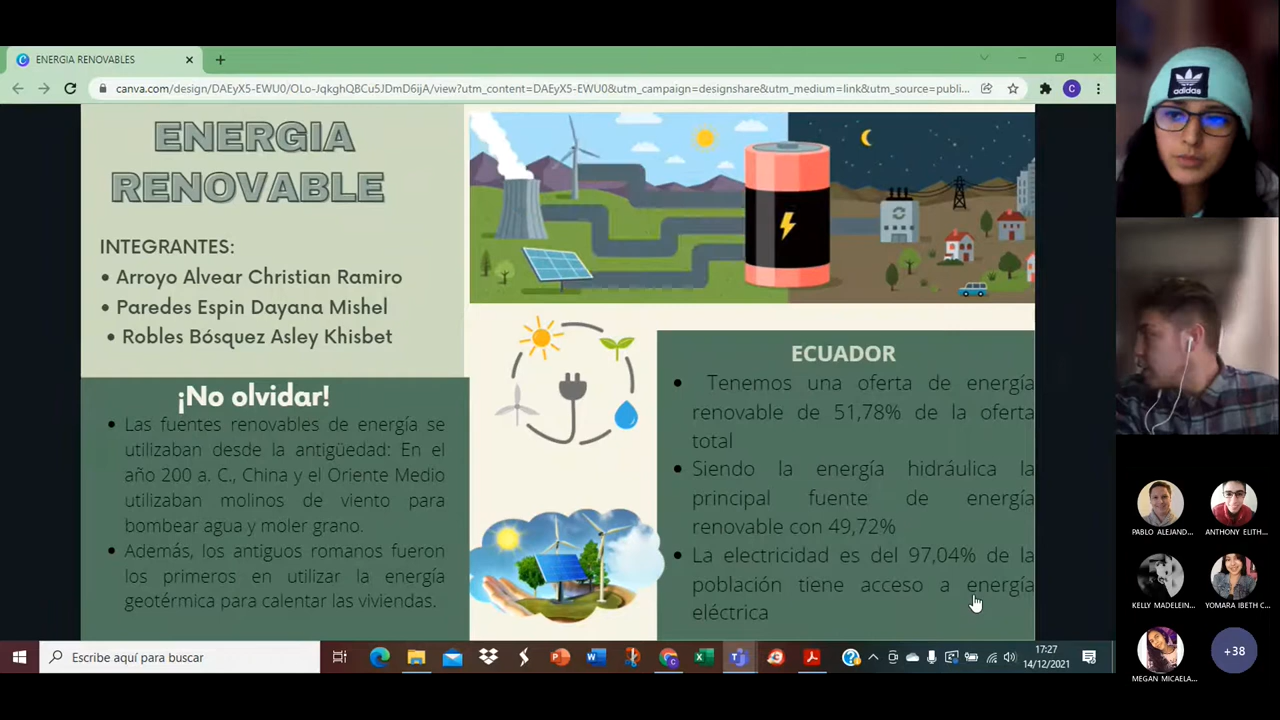 ENERGIA RENOVABLES
canva.com/design/DAEyX5-EWU0/OLo-JqkghQBCu5JDmD6ijA/view?utm_content=DAEyX5-EWU0&utm_campaign=designshare&utm_medium=link&utm_source=publi...
C
ENERGIA
RENOVABLE
INTEGRANTES:
• Arroyo Alvear Christian Ramiro
• Paredes Espin Dayana Mishel
• Robles Bósquez Asley Khisbet
¡No olvidar!
• Las fuentes renovables de energía se
utilizaban desde la antigüedad: En el
año 200 a. C., China y el Oriente Medio
utilizaban molinos de viento para
bombear agua y moler grano.
• Además, los antiguos romanos fueron
los primeros en utilizar la energía
geotérmica para calentar las viviendas.
ECUADOR
• Tenemos una oferta de energía
renovable de 51,78% de la oferta
total
• Siendo la energía hidráulica la
principal fuente de energía
renovable con 49,72%
• La electricidad es del 97,04% de la
población tiene acceso a energía
eléctrica
adidas
PABLO ALEJAND...
ANTHONY ELITH...
KELLY MADELEIN...
YOMARA IBETH C...
MEGAN MICAELA...
+38
Escribe aquí para buscar
17:27
14/12/2021